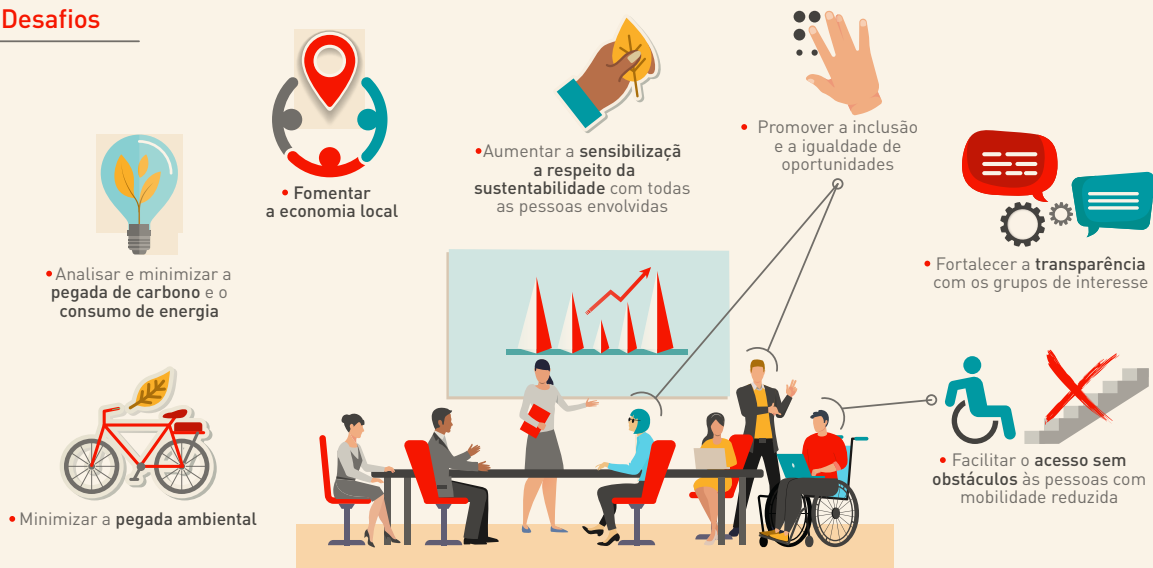 Desafios
• Fomentar
a economia local
•Aumentar a sensibilizaçã
a respeito da
sustentabilidade com todas
as pessoas envolvidas
• Promover a inclusão
e a igualdade de
oportunidades
• Fortalecer a transparência
com os grupos de interesse
•Analisar e minimizar a
pegada de carbono e o
consumo de energia
• Facilitar o acesso sem
obstáculos às pessoas com
mobilidade reduzida
•Minimizar a pegada ambiental